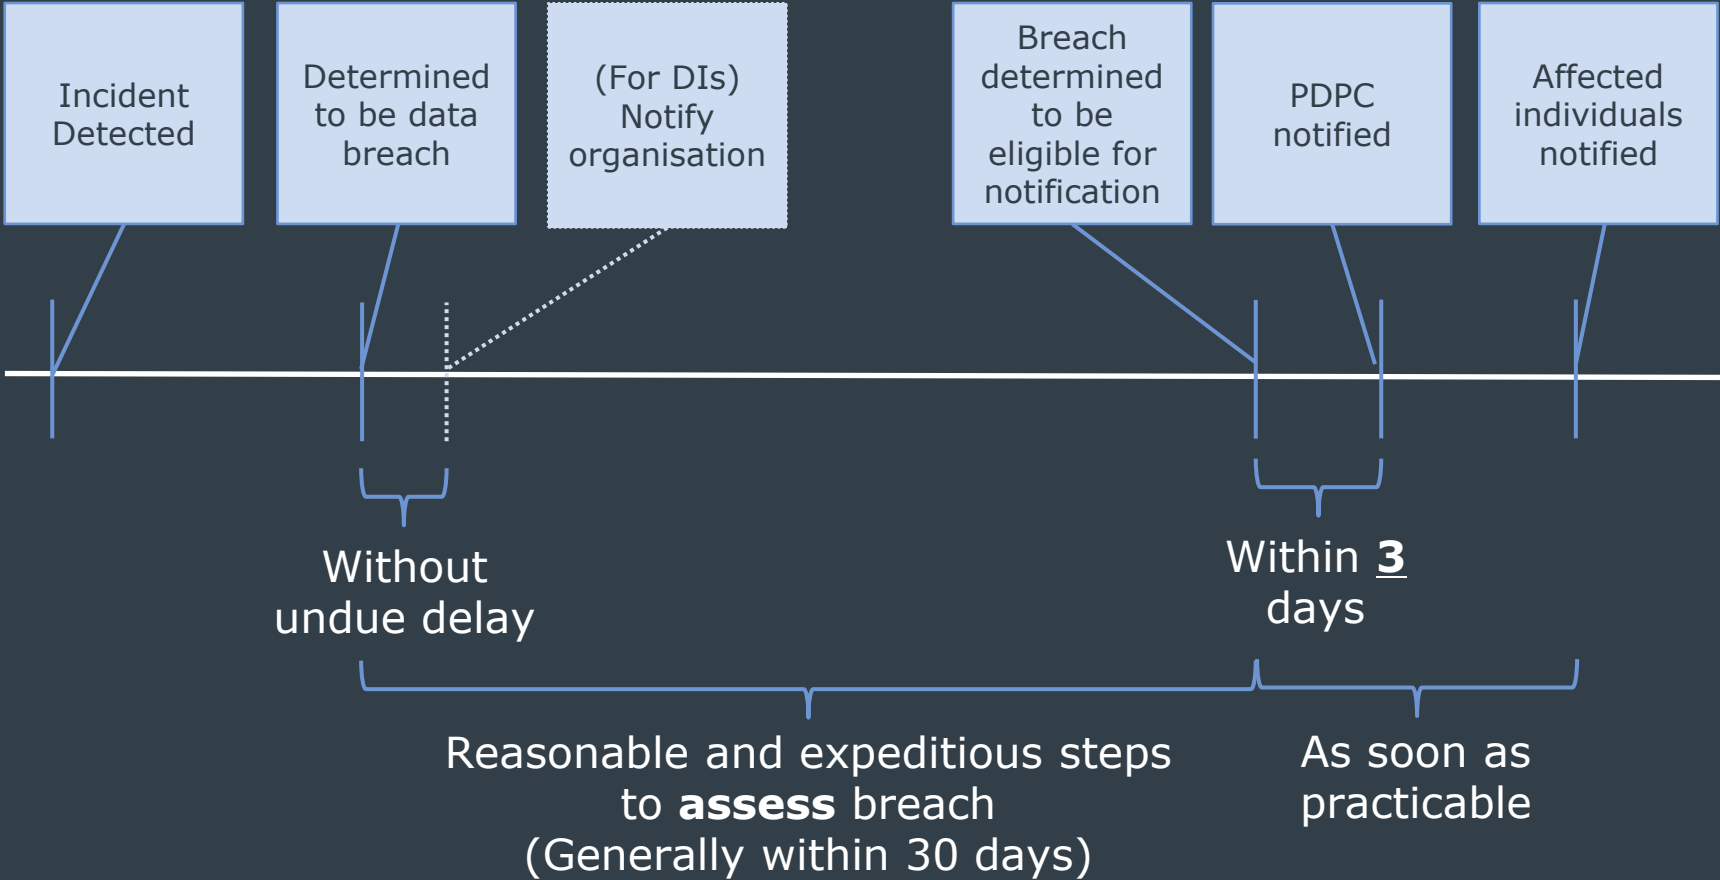 Incident
Detected
Determined
to be data
breach
(For DIs)
Notify
organisation
Breach
determined
to be
eligible for
notification
PDPC
notified
Affected
individuals
notified
Without
undue delay
Within 3
days
Reasonable and expeditious steps
to assess breach
(Generally within 30 days)
As soon as
practicable